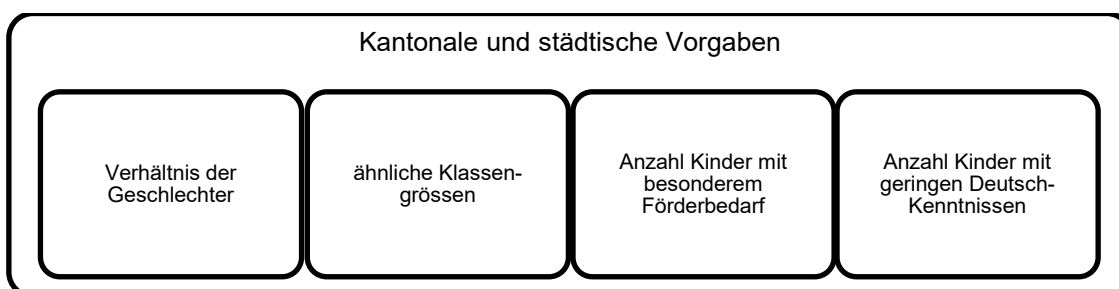 Kantonale und städtische Vorgaben
Verhältnis der
Geschlechter
ähnliche Klassen-
grössen
Anzahl Kinder mit
besonderem
Förderbedarf
Anzahl Kinder mit
geringen Deutsch-
Kenntnissen